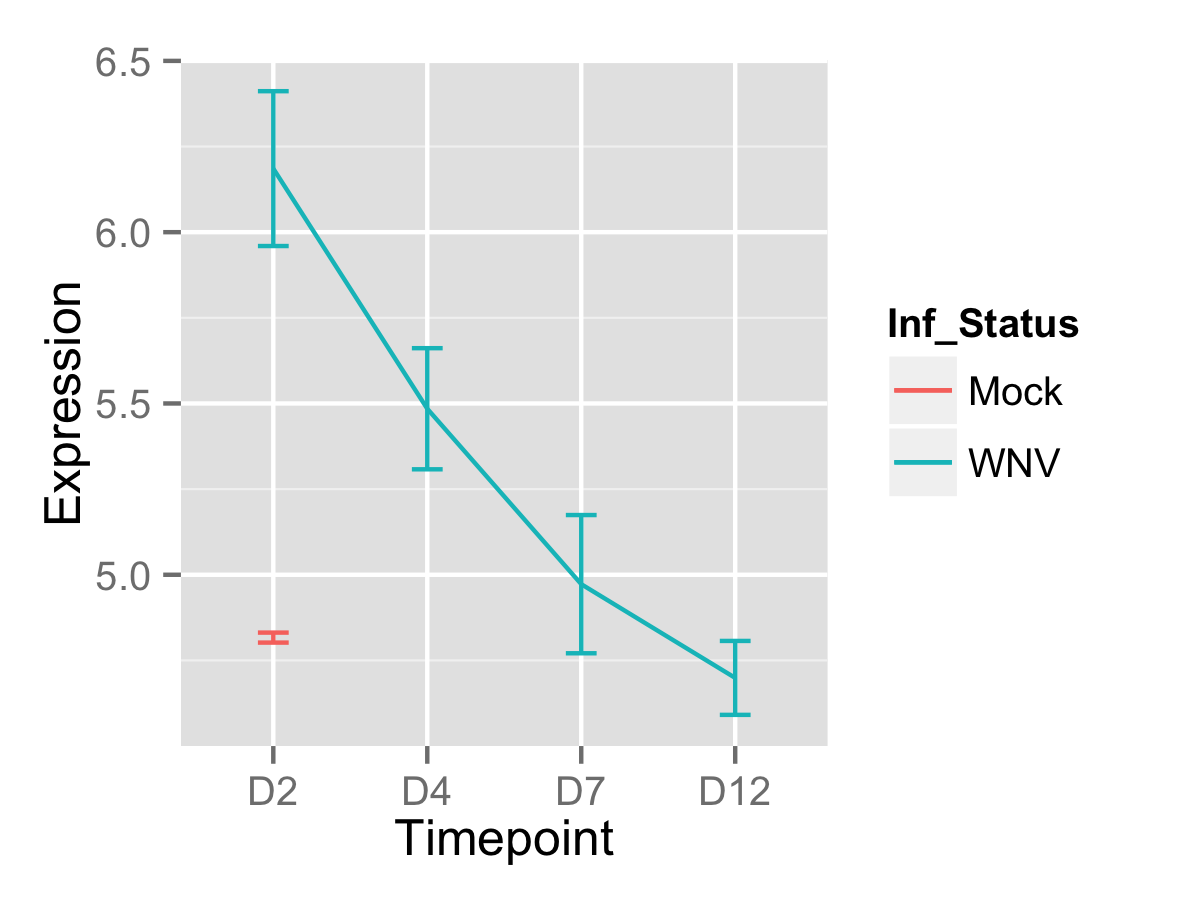 6.5
6.0
5.5
5.0
Expression
D2 D4 D7 D12
Timepoint
Inf_Status
Mock
WNV